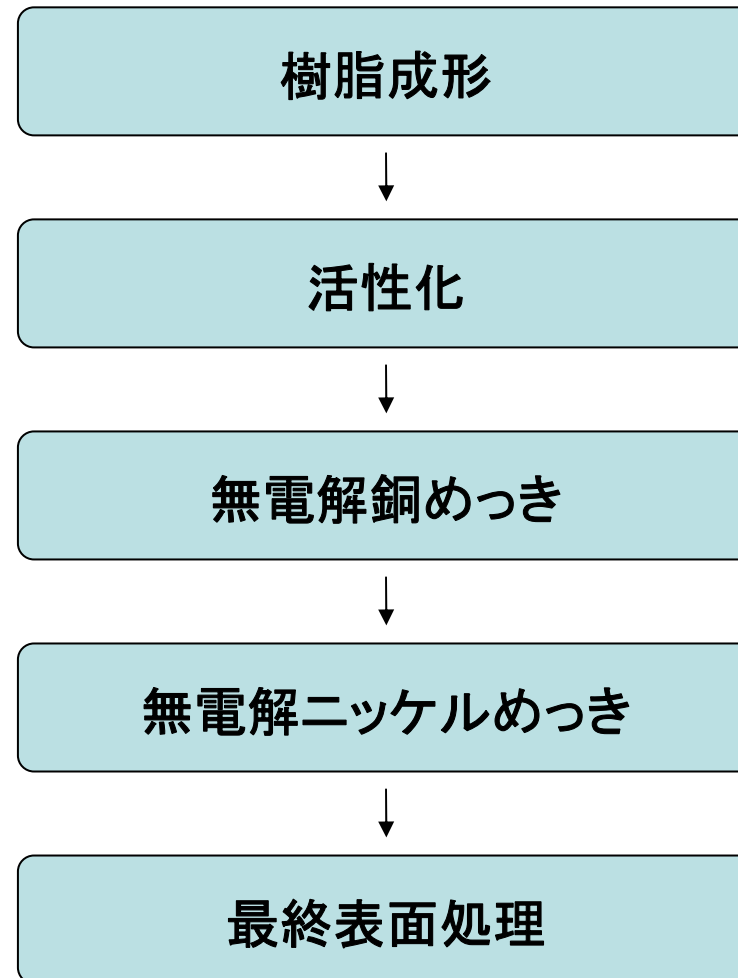 樹脂成形
活性化
無電解銅めっき
無電解ニッケルめっき
最終表面処理